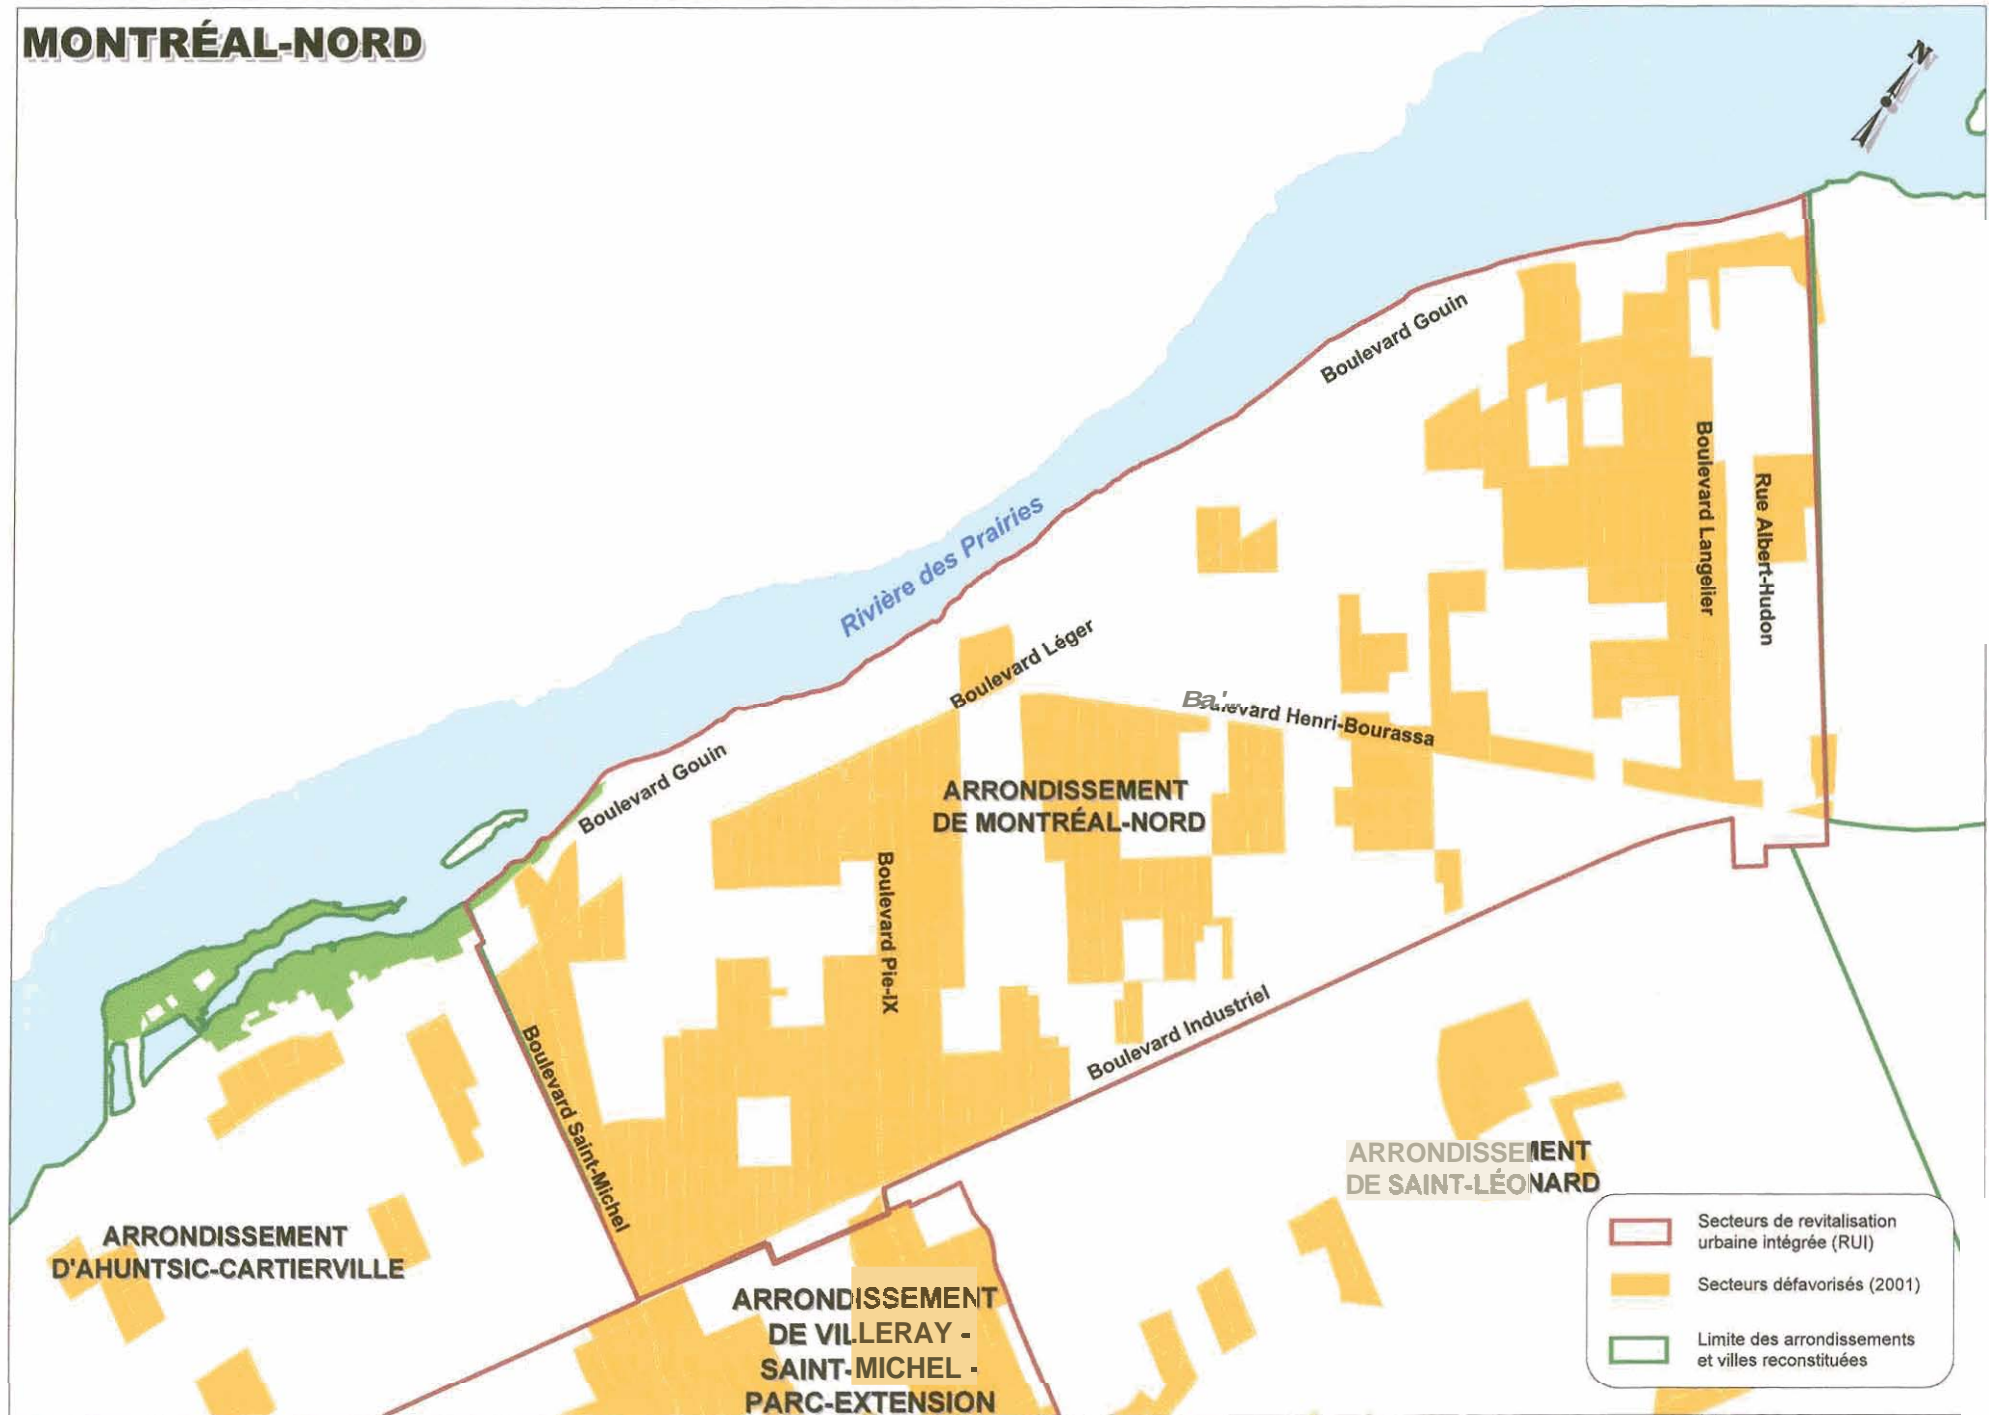 MONTRÉAL-NORD
N
Boulevard Gouin
Rivière des Prairies
Boulevard Langelier
Rue Albert-Hudon
Boulevard Léger
Henri-Bourassa
Boulevard Gouin
ARRONDISSEMENT
DE MONTRÉAL-NORD
Boulevard Pie-IX
Boulevard Industriel
Boulevard Saint-Michel
ARRONDISSEMENT
DE SAINT-LÉONARD
ARRONDISSEMENT
D'AHUNTSIC-CARTIERVILLE
ARRONDISSEMENT
DE VILLERAY -
SAINT-MICHEL -
PARC-EXTENSION
Secteurs de revitalisation
urbaine intégrée (RUI)
Secteurs défavorisés (2001)
Limite des arrondissements
et villes reconstituées